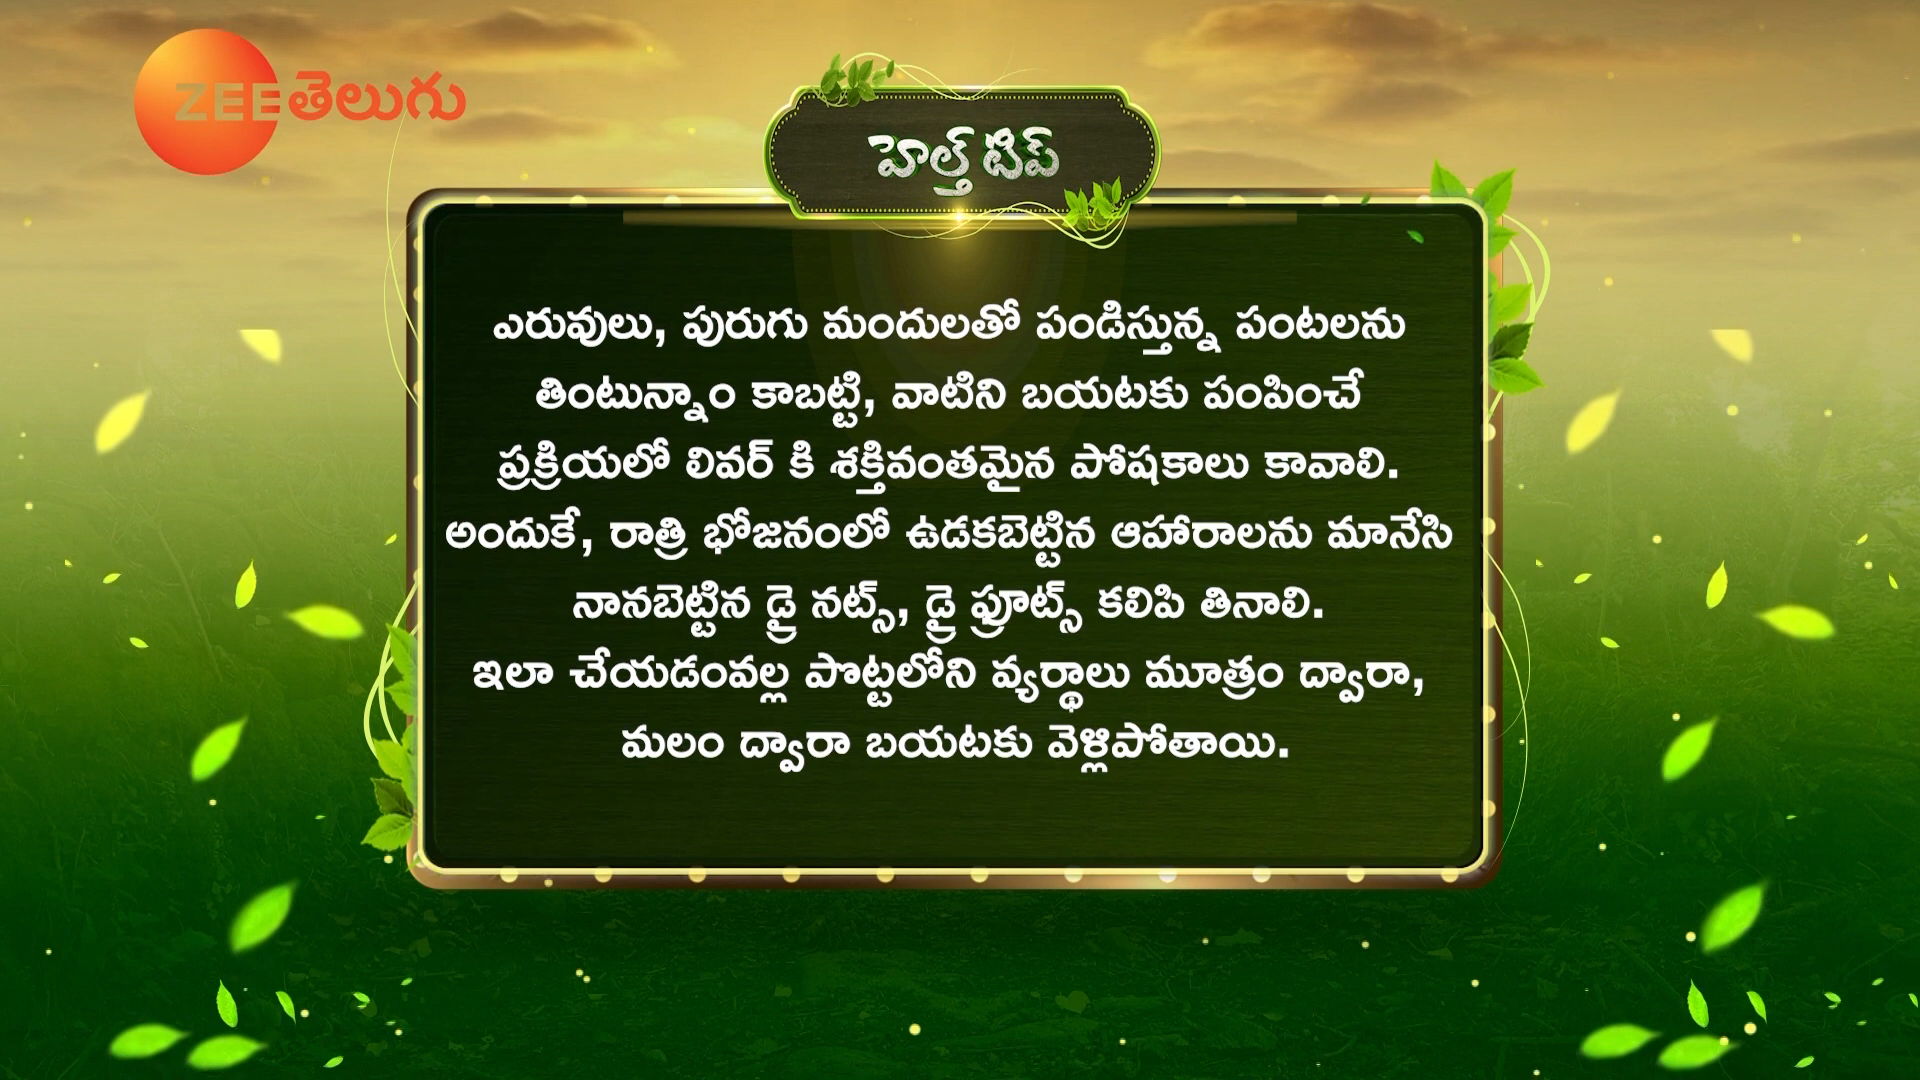 ZEE తెలుగు
హెల్త్ టిప్
ఎరువులు, పురుగు మందులతో పండిస్తున్న పంటలను
తింటున్నాం కాబట్టి, వాటిని బయటకు పంపించే
ప్రక్రియలో లివర్ కి శక్తివంతమైన పోషకాలు కావాలి.
అందుకే, రాత్రి భోజనంలో ఉడకబెట్టిన ఆహారాలను మానేసి
నానబెట్టిన డ్రై నట్స్, డ్రై ఫ్రూట్స్ కలిపి తినాలి.
ఇలా చేయడంవల్ల పొట్టలోని వ్యర్థాలు మూత్రం ద్వారా,
మలం ద్వారా బయటకు వెళ్లిపోతాయి.